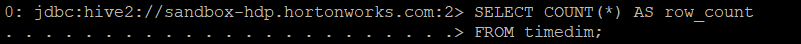 0: jdbc:hive2://sandbox-hdp.hortonworks.com:2> SELECT COUNT(*) AS row_count
. . . . . . . . . . . . . . . . . . . . . . .> FROM timedim;